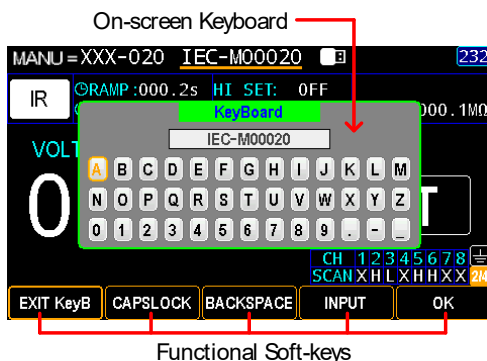 On-screen Keyboard
MANU = XXX-020 IEC-M00020 232
IR RAMP :000.2s HI SET: OFF
KeyBoard 000.1MΩ
IEC-M00020
VOLT
A B C D E F G H I J K L M
N O P Q R S T U V W X Y Z
0 1 2 3 4 5 6 7 8 9 . - _
0 T
CH 1 2 3 4 5 6 7 8
SCAN X H L X H H X X 2/4
EXIT KeyB CAPSLOCK BACKSPACE INPUT OK
Functional Soft-keys